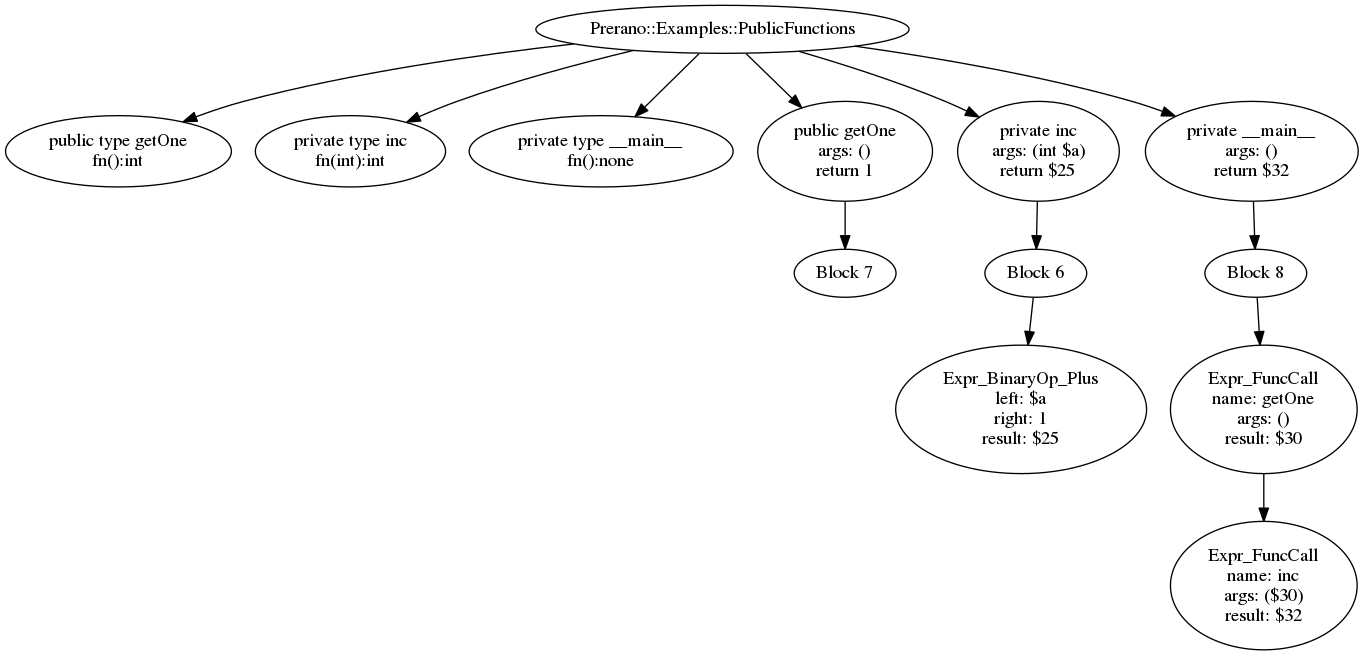 Prerano::Examples::PublicFunctions
public type getOne
fn():int
private type inc
fn(int):int
private type __main__
fn():none
public getOne
args: ()
return 1
private inc
args: (int $a)
return $25
private __main__
args: ()
return $32
Block 7
Block 6
Block 8
Expr_BinaryOp_Plus
left: $a
right: 1
result: $25
Expr_FuncCall
name: getOne
args: ()
result: $30
Expr_FuncCall
name: inc
args: ($30)
result: $32